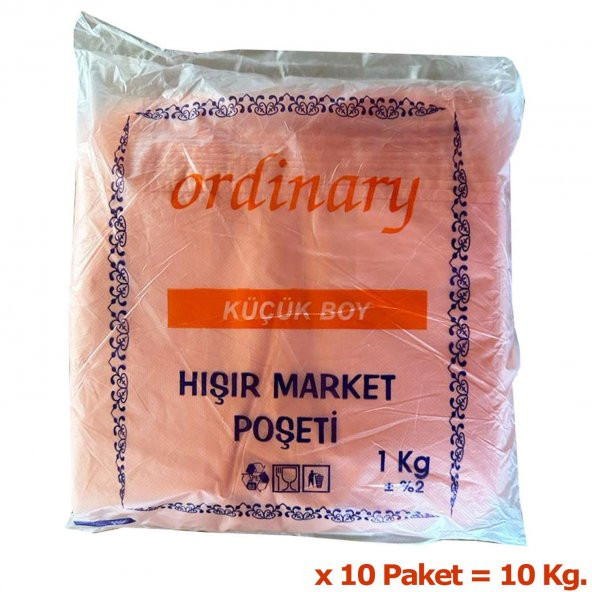 ordinary
KÜÇÜK BOY
HIŞIR MARKET
POŞETİ
1 Kg
± %2
x 10 Paket = 10 Kg.